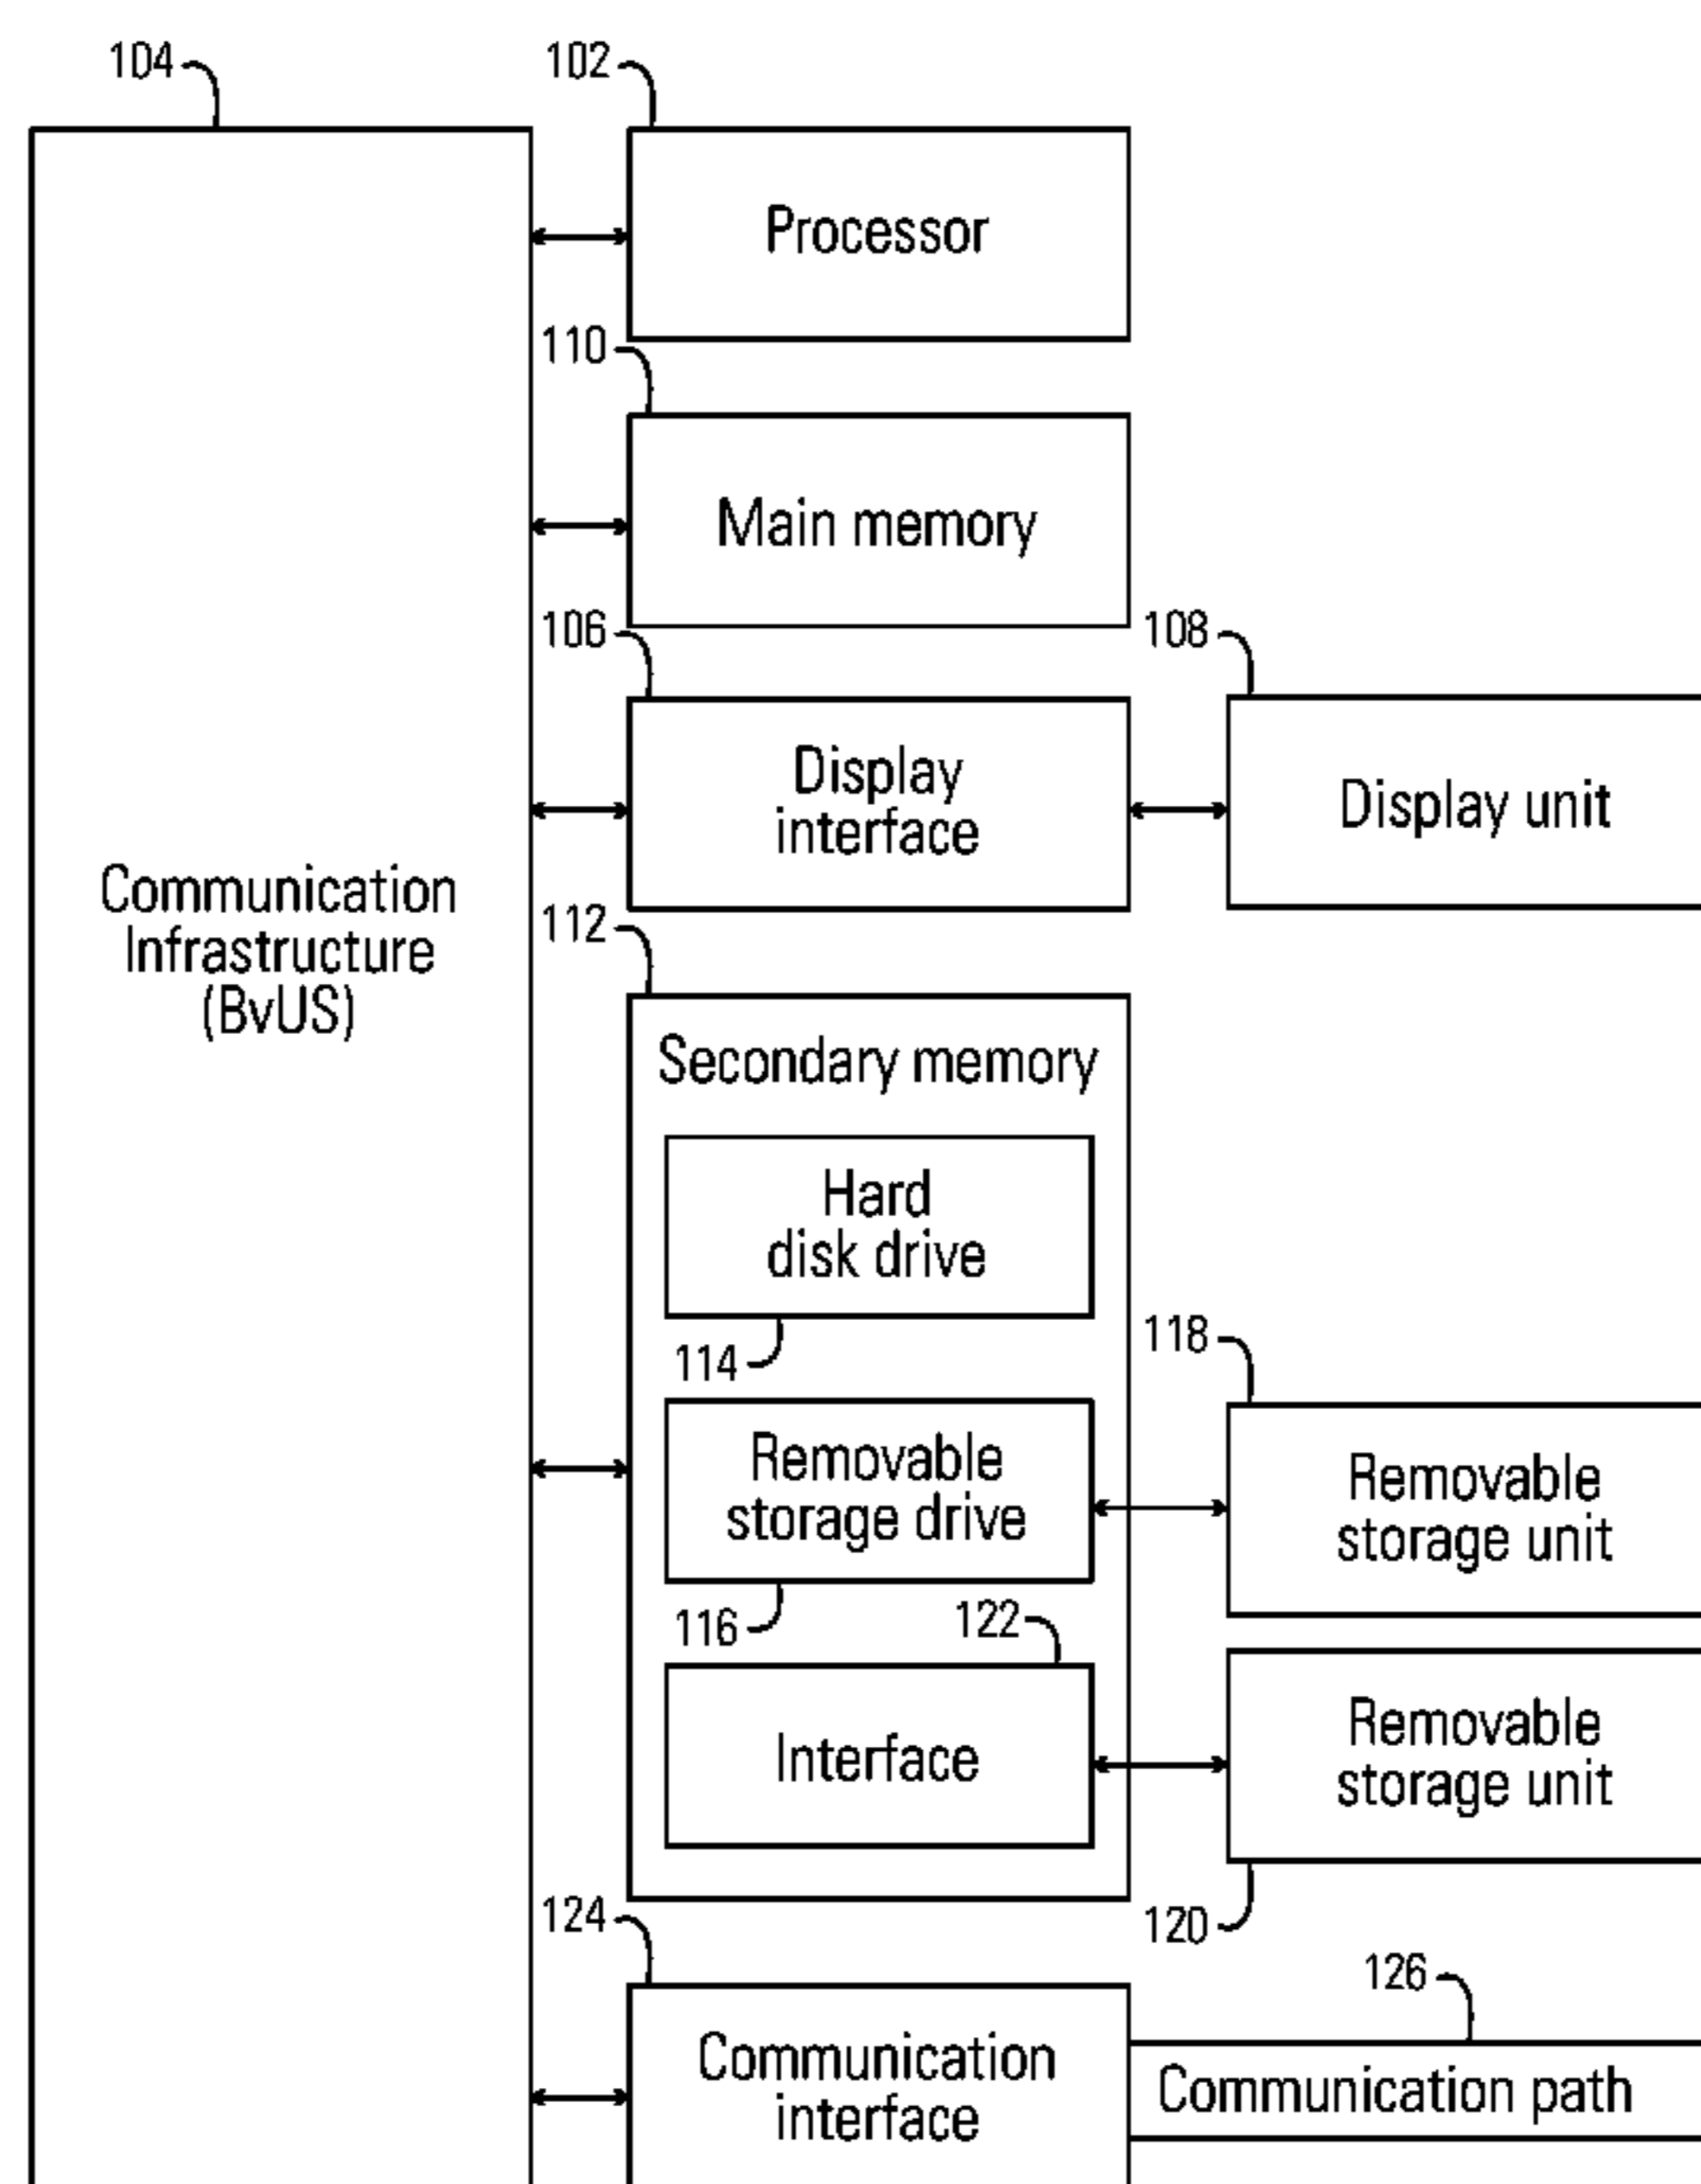 104
102
Processor
110
Main memory
106
108
Display
interface
Display unit
Communication
Infrastructure
(BvUS)
112
Secondary memory
Hard
disk drive
114
118
Removable
storage drive
Removable
storage unit
116
122
Interface
Removable
storage unit
124
120
126
Communication
interface
Communication path